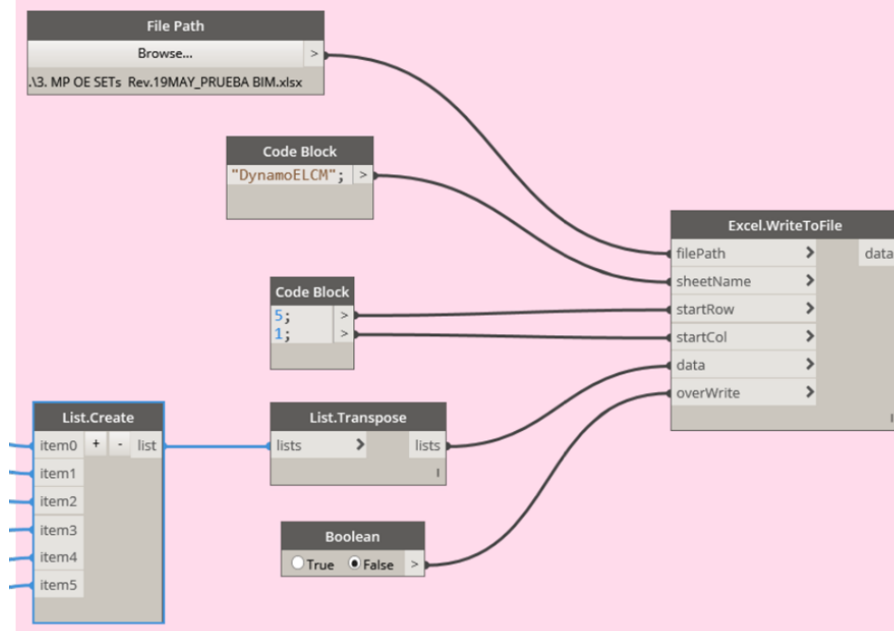 File Path
Browse... >
.\3. MP OE SETs Rev.19MAY_PRUEBA BIM.xlsx
Code Block
"DynamoELCM"; >
Excel.WriteToFile
filePath > data
sheetName >
startRow >
startCol >
data >
overWrite >
Code Block
5; >
1; >
List.Create
item0 + - list
item1
item2
item3
item4
item5
List.Transpose
lists > lists
Boolean
True False >